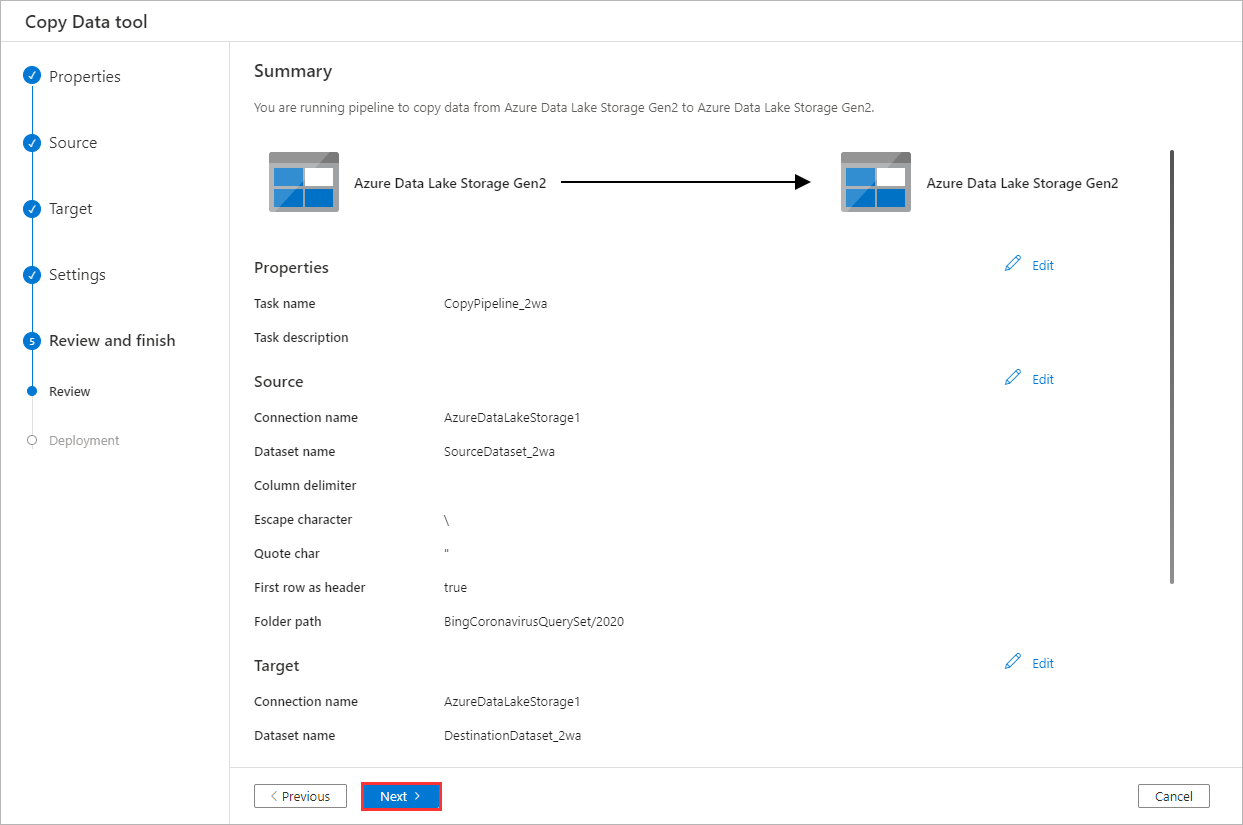 Copy Data tool
Properties
Source
Target
Settings
5 Review and finish
Review
Deployment
Summary
You are running pipeline to copy data from Azure Data Lake Storage Gen2 to Azure Data Lake Storage Gen2.
Azure Data Lake Storage Gen2
Azure Data Lake Storage Gen2
Properties
Edit
Task name CopyPipeline_2wa
Task description
Source
Edit
Connection name AzureDataLakeStorage1
Dataset name SourceDataset_2wa
Column delimiter
Escape character \
Quote char "
First row as header true
Folder path BingCoronavirusQuerySet/2020
Target
Edit
Connection name AzureDataLakeStorage1
Dataset name DestinationDataset_2wa
< Previous
Next >
Cancel